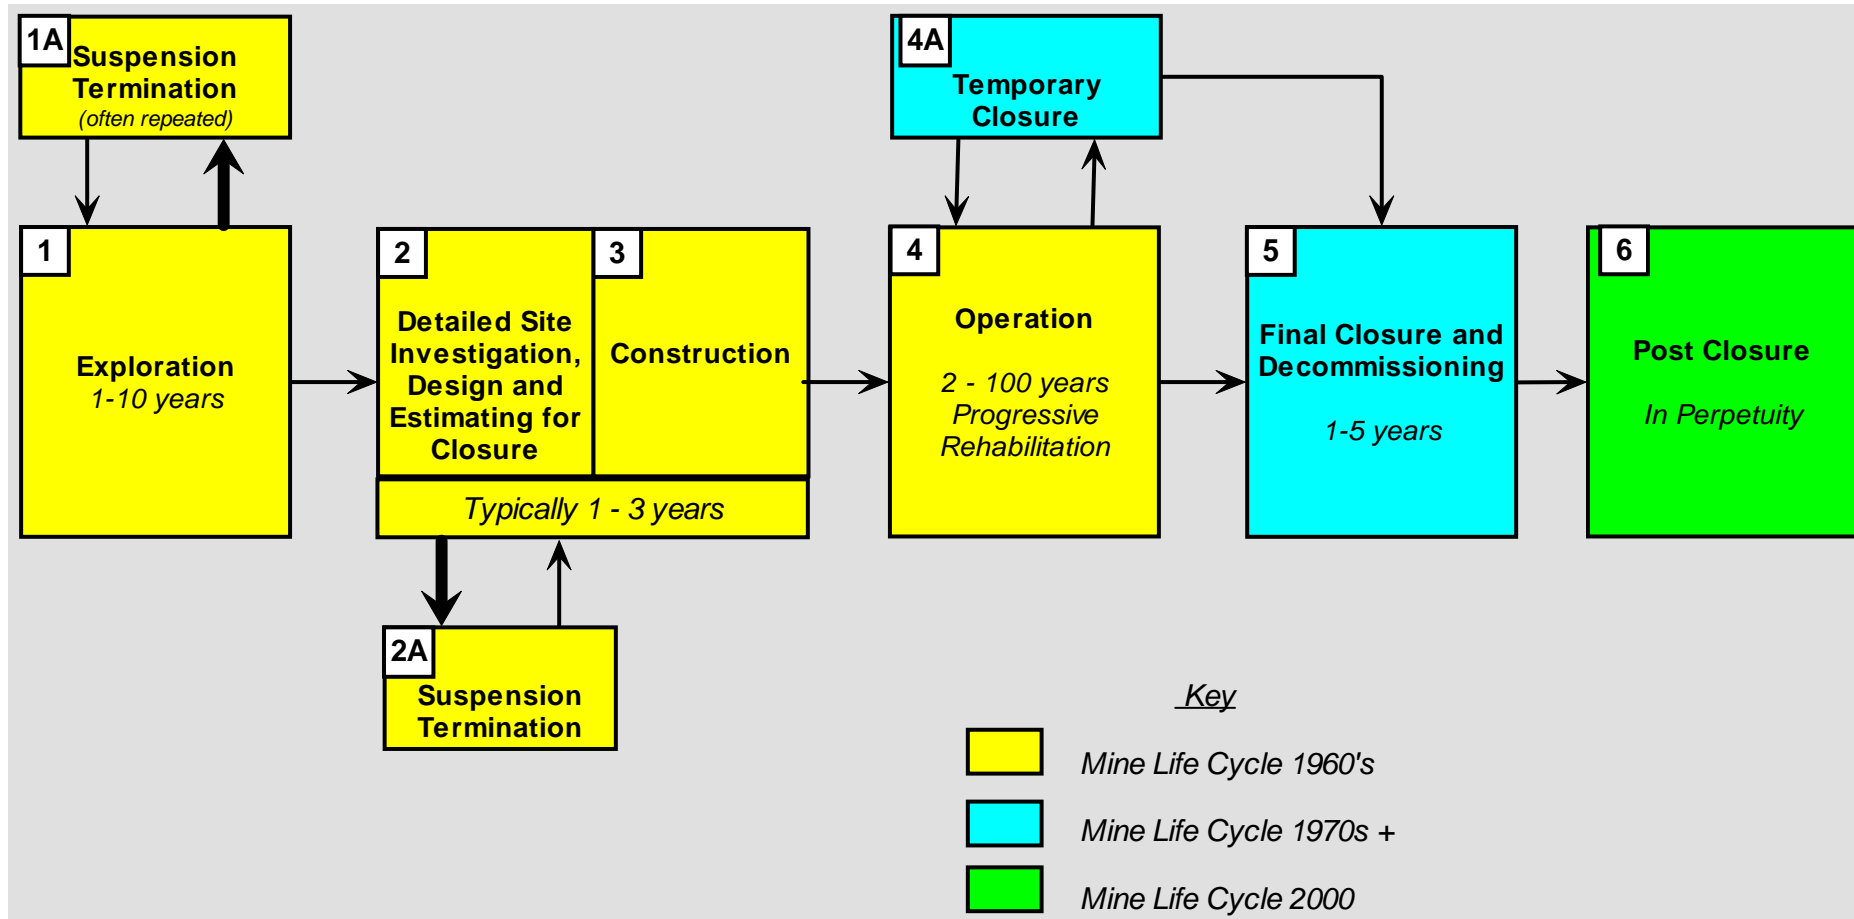 1A
Suspension
Termination
(often repeated)
4A
Temporary
Closure
1
Exploration
1-10 years
2
Detailed Site
Investigation,
Design and
Estimating for
Closure
3
Construction
Typically 1 - 3 years
2A
Suspension
Termination
4
Operation
2 - 100 years
Progressive
Rehabilitation
5
Final Closure and
Decommissioning
1-5 years
6
Post Closure
In Perpetuity
Key
Mine Life Cycle 1960's
Mine Life Cycle 1970s +
Mine Life Cycle 2000